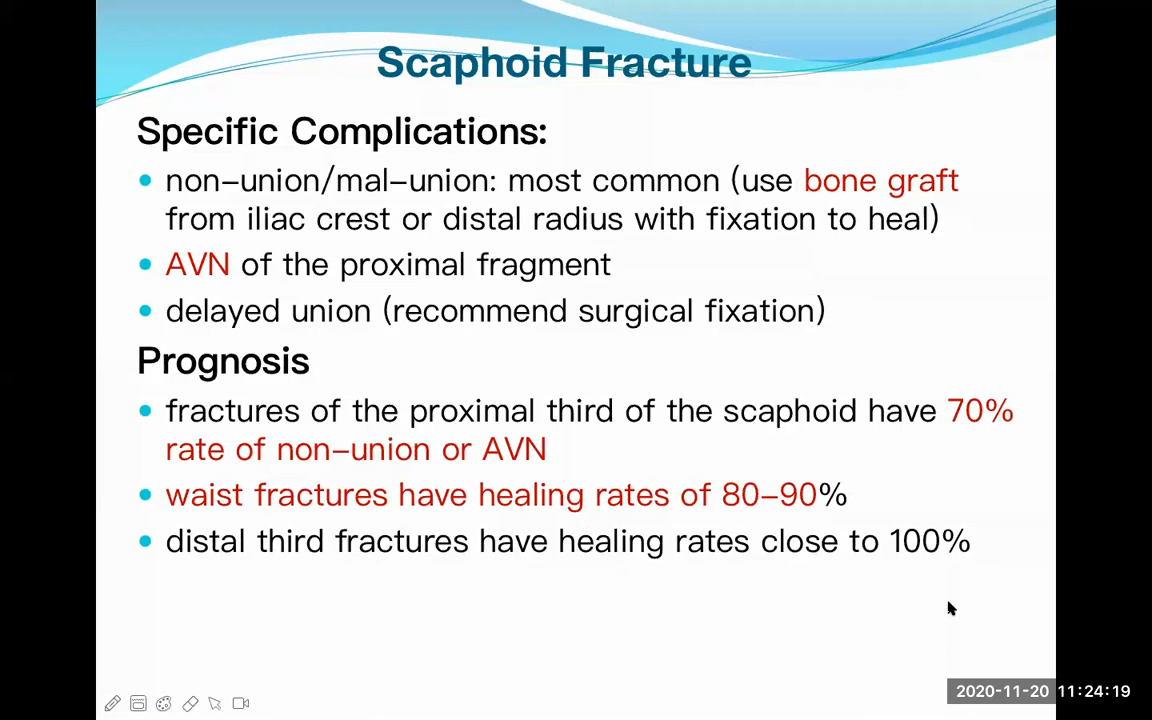 Scaphoid Fracture
Specific Complications:
• non–union/mal–union: most common (use bone graft
from iliac crest or distal radius with fixation to heal)
• AVN of the proximal fragment
• delayed union (recommend surgical fixation)
Prognosis
• fractures of the proximal third of the scaphoid have 70%
rate of non–union or AVN
• waist fractures have healing rates of 80–90%
• distal third fractures have healing rates close to 100%
2020-11-20 11:24:19